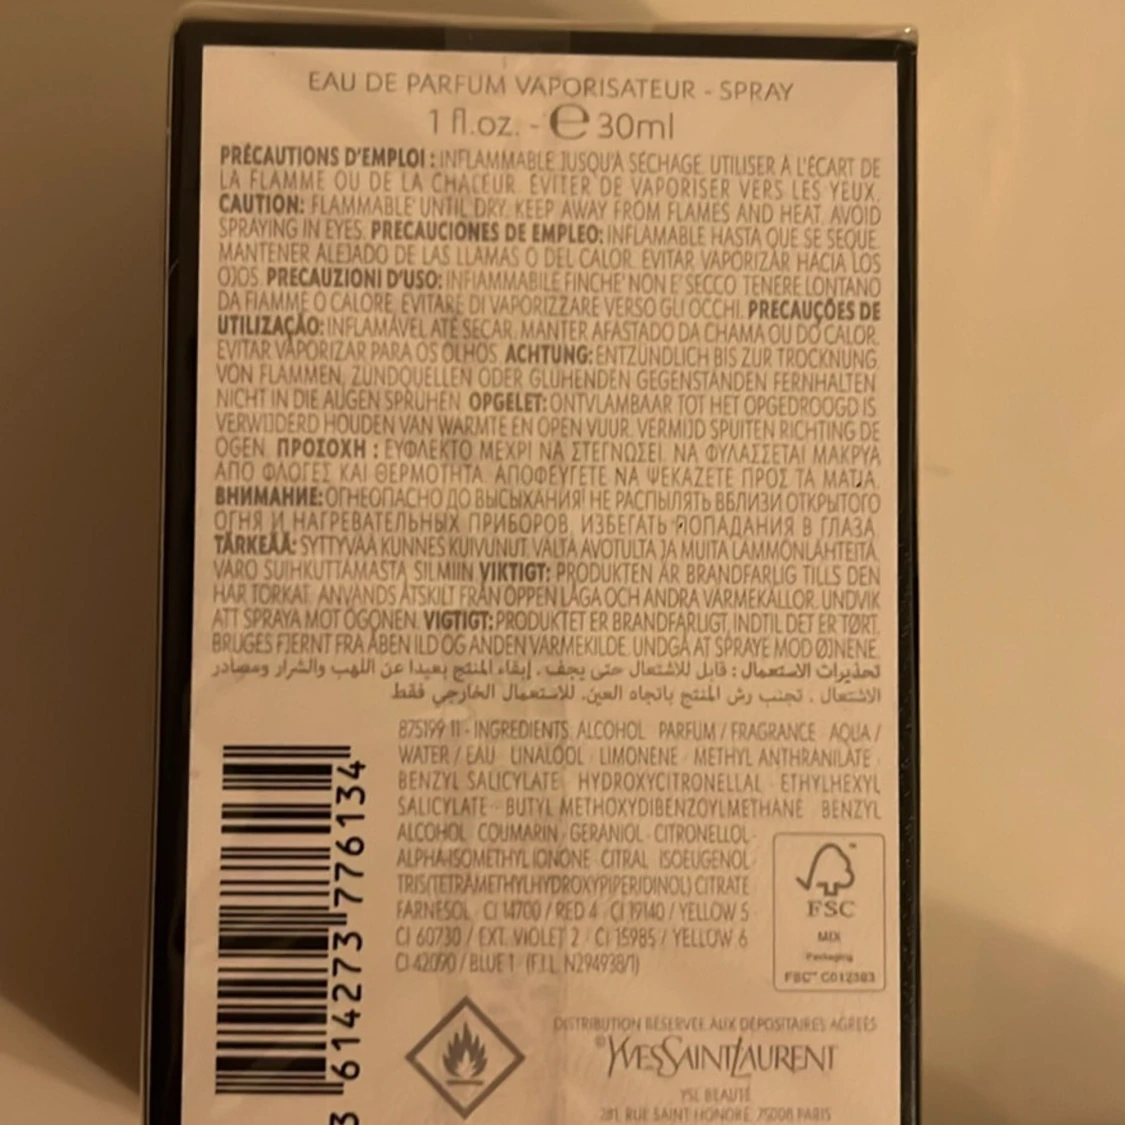 EAU DE PARFUM VAPORISATEUR - SPRAY
1 fl.oz. - ℮ 30ml
PRÉCAUTIONS D'EMPLOI : INFLAMMABLE JUSQU'À SÉCHAGE. UTILISER À L'ÉCART DE
LA FLAMME OU DE LA CHALEUR. ÉVITER DE VAPORISER VERS LES YEUX.
CAUTION: FLAMMABLE UNTIL DRY. KEEP AWAY FROM FLAMES AND HEAT. AVOID
SPRAYING IN EYES. PRECAUCIONES DE EMPLEO: INFLAMABLE HASTA QUE SE SEQUE.
MANTENER ALEJADO DE LAS LLAMAS O DEL CALOR. EVITAR VAPORIZAR HACIA LOS
OJOS. PRECAUZIONI D'USO: INFIAMMABILE FINCHE' NON E' SECCO TENERE LONTANO
DA FIAMME O CALORE. EVITARE DI VAPORIZZARE VERSO GLI OCCHI. PRECAUÇÕES DE
UTILIZAÇÃO: INFLAMÁVEL ATÉ SECAR. MANTER AFASTADO DA CHAMA OU DO CALOR.
EVITAR VAPORIZAR PARA OS OLHOS. ACHTUNG: ENTZÜNDLICH BIS ZUR TROCKNUNG.
VON FLAMMEN, ZÜNDQUELLEN ODER GLÜHENDEN GEGENSTÄNDEN FERNHALTEN.
NICHT IN DIE AUGEN SPRÜHEN. OPGELET: ONTVLAMBAAR TOT HET OPGEDROOGD IS.
VERWIJDERD HOUDEN VAN WARMTE EN OPEN VUUR. VERMIJD SPUITEN RICHTING DE
OGEN. ΠΡΟΣΟΧΗ : ΕΥΦΛΕΚΤΟ ΜΕΧΡΙ ΝΑ ΣΤΕΓΝΩΣΕΙ. ΝΑ ΦΥΛΑΣΣΕΤΑΙ ΜΑΚΡΥΑ
ΑΠΟ ΦΛΟΓΕΣ ΚΑΙ ΘΕΡΜΟΤΗΤΑ. ΑΠΟΦΕΥΓΕΤΕ ΝΑ ΨΕΚΑΖΕΤΕ ΠΡΟΣ ΤΑ ΜΑΤΙΑ.
ВНИМАНИЕ: ОГНЕОПАСНО ДО ВЫСЫХАНИЯ! НЕ РАСПЫЛЯТЬ ВБЛИЗИ ОТКРЫТОГО
ОГНЯ И НАГРЕВАТЕЛЬНЫХ ПРИБОРОВ. ИЗБЕГАТЬ ПОПАДАНИЯ В ГЛАЗА.
TÄRKEÄÄ: SYTTYVÄÄ KUNNES KUIVUNUT. VÄLTÄ AVOTULTA JA MUITA LÄMMÖNLÄHTEITÄ.
VARO SUIHKUTTAMASTA SILMIIN. VIKTIGT: PRODUKTEN ÄR BRANDFARLIG TILLS DEN
HAR TORKAT. ANVÄNDS ÅTSKILT FRÅN ÖPPEN LÅGA OCH ANDRA VÄRMEKÄLLOR. UNDVIK
ATT SPRAYA MOT ÖGONEN. VIGTIGT: PRODUKTET ER BRANDFARLIGT, INDTIL DET ER TØRT.
BRUGES FJERNT FRA ÅBEN ILD OG ANDEN VARMEKILDE. UNDGÅ AT SPRAYE MOD ØJNENE.
تحذيرات الاستعمال : قابل للاشتعال حتى يجف. إبقاء المنتج بعيدا عن اللهب والشرار ومصادر
الاشتعال . تجنب رش المنتج باتجاه العين. للاستعمال الخارجي فقط
875199 11 - INGREDIENTS: ALCOHOL · PARFUM / FRAGRANCE · AQUA /
WATER / EAU · LINALOOL · LIMONENE · METHYL ANTHRANILATE ·
BENZYL SALICYLATE · HYDROXYCITRONELLAL · ETHYLHEXYL
SALICYLATE · BUTYL METHOXYDIBENZOYLMETHANE · BENZYL
ALCOHOL · COUMARIN · GERANIOL · CITRONELLOL ·
ALPHA-ISOMETHYL IONONE · CITRAL · ISOEUGENOL ·
TRIS(TETRAMETHYLHYDROXYPIPERIDINOL) CITRATE
FARNESOL · CI 14700 / RED 4 · CI 19140 / YELLOW 5 ·
CI 60730 / EXT. VIOLET 2 · CI 15985 / YELLOW 6 ·
CI 42090 / BLUE 1 · (F.I.L. N294938/1)
3 614273 776134
FSC
MIX
Packaging
FSC™ C012383
DISTRIBUTION RÉSERVÉE AUX DÉPOSITAIRES AGRÉÉS
YVESSAINTLAURENT
YSL BEAUTÉ
281, RUE SAINT HONORÉ 75008 PARIS